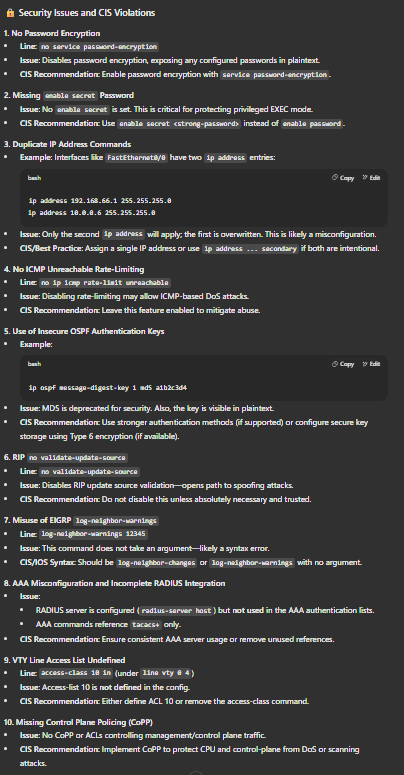 🔒 Security Issues and CIS Violations
1. No Password Encryption
• Line: no service password-encryption
• Issue: Disables password encryption, exposing any configured passwords in plaintext.
• CIS Recommendation: Enable password encryption with service password-encryption.
2. Missing enable secret Password
• Issue: No enable secret is set. This is critical for protecting privileged EXEC mode.
• CIS Recommendation: Use enable secret <strong-password> instead of enable password.
3. Duplicate IP Address Commands
• Example: Interfaces like FastEthernet0/0 have two ip address entries:
bash Copy Edit
ip address 192.168.66.1 255.255.255.0
ip address 10.0.0.6 255.255.255.0
• Issue: Only the second ip address will apply; the first is overwritten. This is likely a misconfiguration.
• CIS/Best Practice: Assign a single IP address or use ip address ... secondary if both are intentional.
4. No ICMP Unreachable Rate-Limiting
• Line: no ip icmp rate-limit unreachable
• Issue: Disabling rate-limiting may allow ICMP-based DoS attacks.
• CIS Recommendation: Leave this feature enabled to mitigate abuse.
5. Use of Insecure OSPF Authentication Keys
• Example:
bash Copy Edit
ip ospf message-digest-key 1 md5 a1b2c3d4
• Issue: MD5 is deprecated for security. Also, the key is visible in plaintext.
• CIS Recommendation: Use stronger authentication methods (if supported) or configure secure key
storage using Type 6 encryption (if available).
6. RIP no validate-update-source
• Line: no validate-update-source
• Issue: Disables RIP update source validation—opens path to spoofing attacks.
• CIS Recommendation: Do not disable this unless absolutely necessary and trusted.
7. Misuse of EIGRP log-neighbor-warnings
• Line: log-neighbor-warnings 12345
• Issue: This command does not take an argument—likely a syntax error.
• CIS/IOS Syntax: Should be log-neighbor-changes or log-neighbor-warnings with no argument.
8. AAA Misconfiguration and Incomplete RADIUS Integration
• Issue:
• RADIUS server is configured (radius-server host) but not used in the AAA authentication lists.
• AAA commands reference tacacs+ only.
• CIS Recommendation: Ensure consistent AAA server usage or remove unused references.
9. VTY Line Access List Undefined
• Line: access-class 10 in (under line vty 0 4)
• Issue: Access-list 10 is not defined in the config.
• CIS Recommendation: Either define ACL 10 or remove the access-class command.
10. Missing Control Plane Policing (CoPP)
• Issue: No CoPP or ACLs controlling management/control plane traffic.
• CIS Recommendation: Implement CoPP to protect CPU and control-plane from DoS or scanning
attacks.